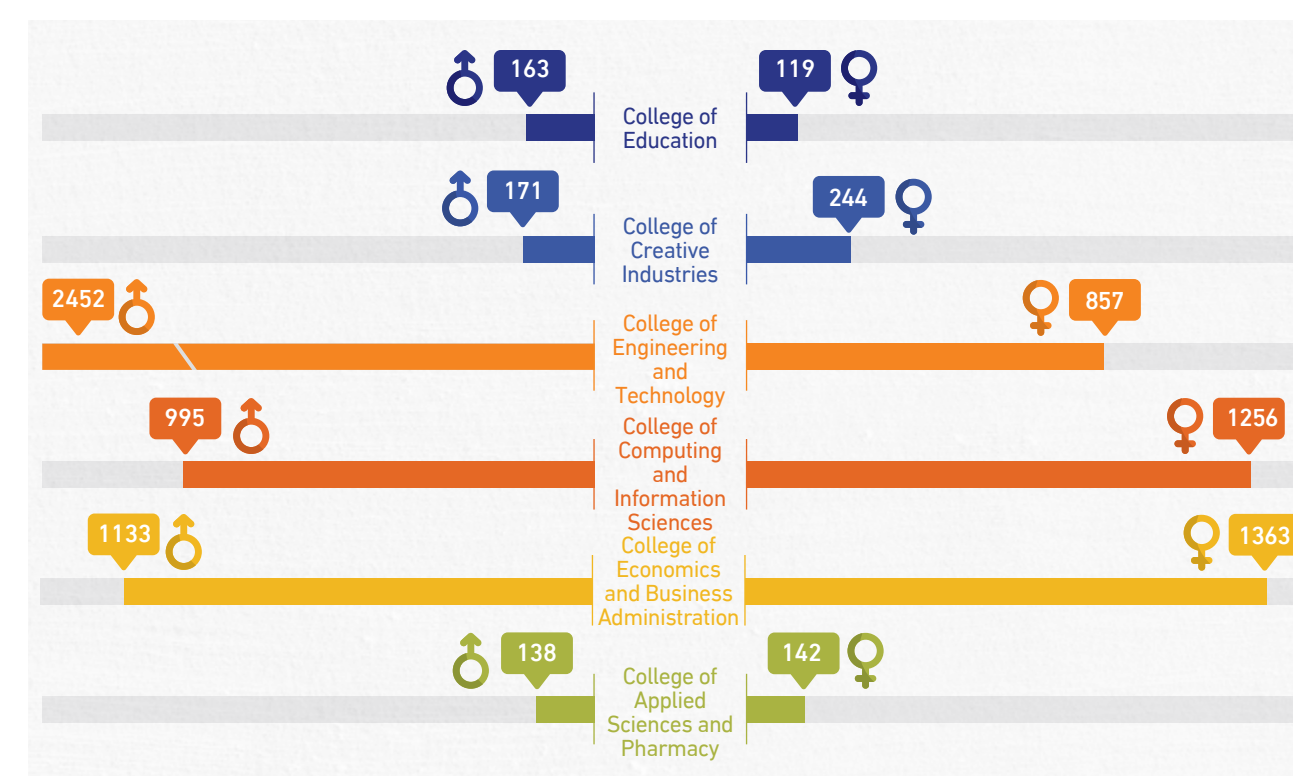 163
119
College of
Education
171
244
College of
Creative
Industries
2452
857
College of
Engineering
and
Technology
995
1256
College of
Computing
and
Information
Sciences
1133
1363
College of
Economics
and Business
Administration
138
142
College of
Applied
Sciences and
Pharmacy